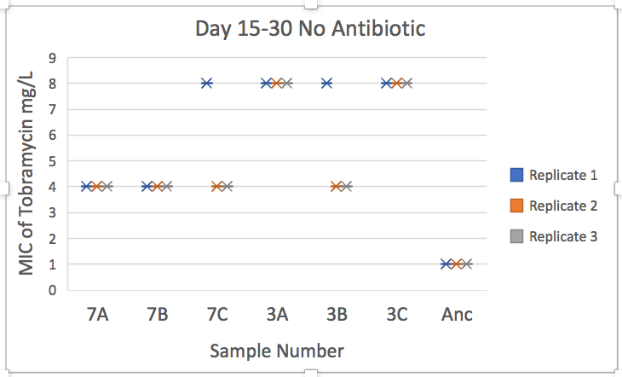 Day 15-30 No Antibiotic
MIC of Tobramycin mg/L
9
8
7
6
5
4
3
2
1
0
7A 7B 7C 3A 3B 3C Anc
Sample Number
Replicate 1
Replicate 2
Replicate 3